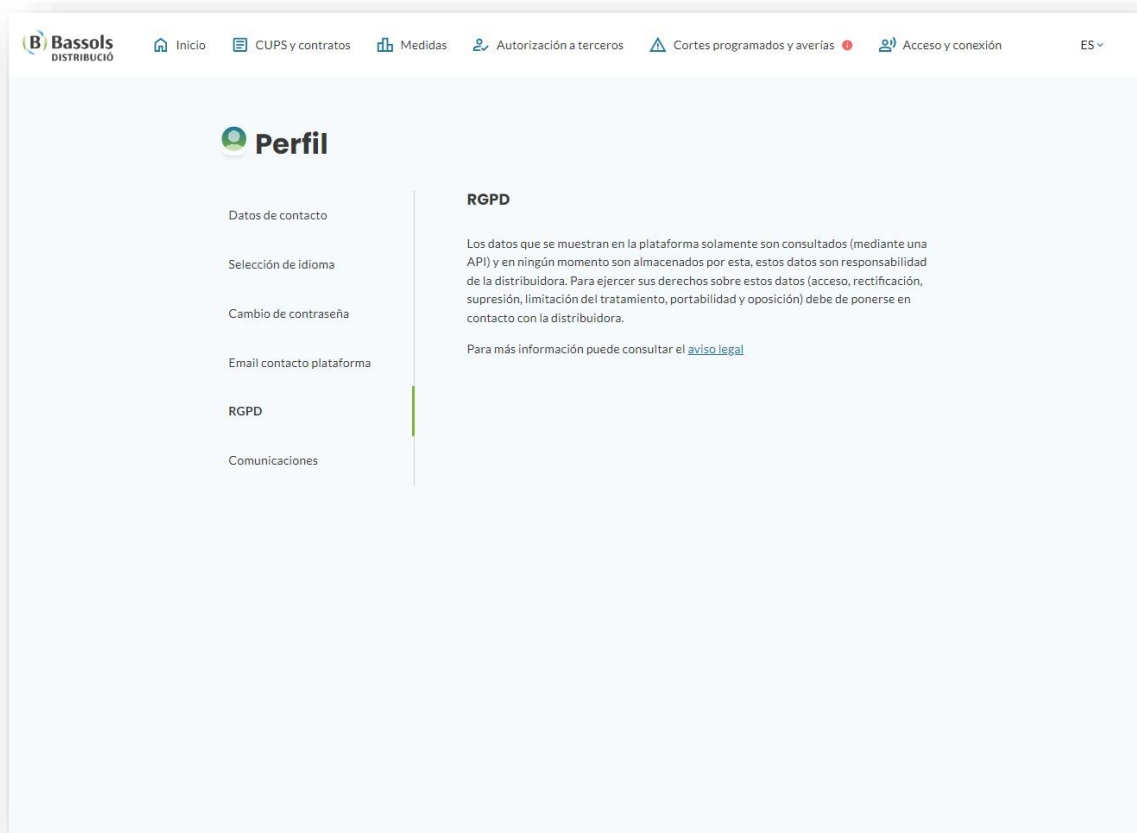 (B) Bassols
DISTRIBUCIÓ
Inicio
CUPS y contratos
Medidas
Autorización a terceros
Cortes programados y averías
Acceso y conexión
ES
Perfil
Datos de contacto
Selección de idioma
Cambio de contraseña
Email contacto plataforma
RGPD
Comunicaciones
RGPD
Los datos que se muestran en la plataforma solamente son consultados (mediante una
API) y en ningún momento son almacenados por esta, estos datos son responsabilidad
de la distribuidora. Para ejercer sus derechos sobre estos datos (acceso, rectificación,
supresión, limitación del tratamiento, portabilidad y oposición) debe de ponerse en
contacto con la distribuidora.
Para más información puede consultar el aviso legal